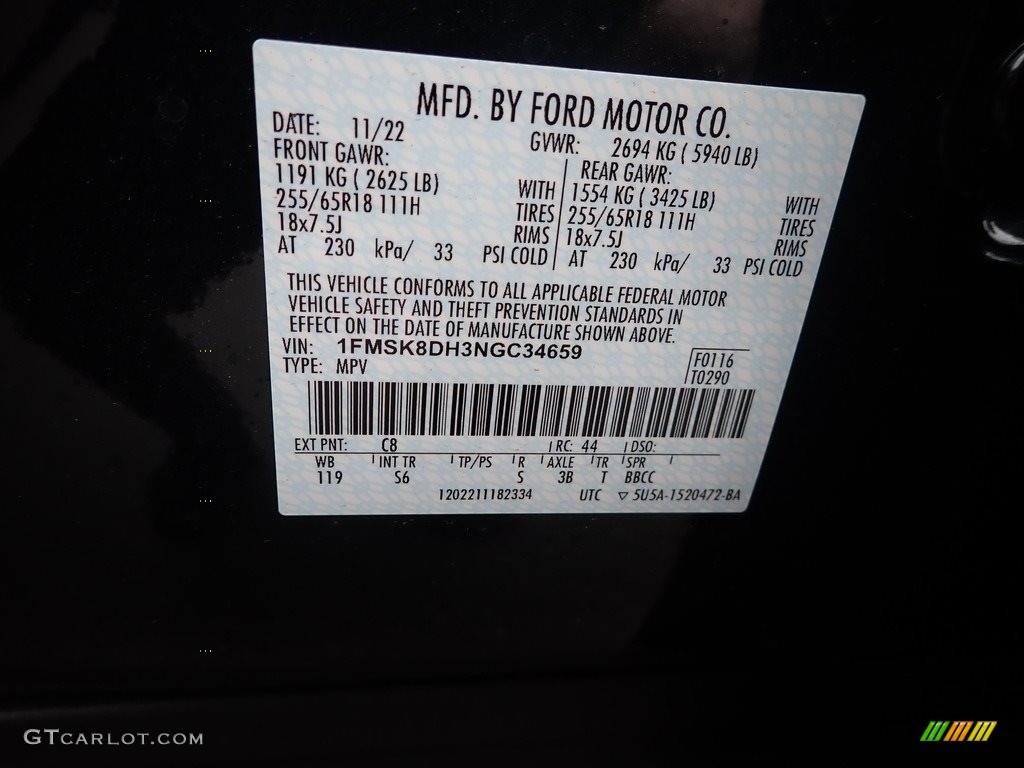 MFD. BY FORD MOTOR CO.
DATE: 11/22 GVWR: 2694 KG ( 5940 LB)
FRONT GAWR: REAR GAWR:
1191 KG ( 2625 LB) WITH 1554 KG ( 3425 LB) WITH
255/65R18 111H TIRES 255/65R18 111H TIRES
18x7.5J RIMS 18x7.5J RIMS
AT 230 kPa/ 33 PSI COLD AT 230 kPa/ 33 PSI COLD
THIS VEHICLE CONFORMS TO ALL APPLICABLE FEDERAL MOTOR
VEHICLE SAFETY AND THEFT PREVENTION STANDARDS IN
EFFECT ON THE DATE OF MANUFACTURE SHOWN ABOVE.
VIN: 1FMSK8DH3NGC34659 F0116
TYPE: MPV T0290
EXT PNT: C8 RC: 44 DSO:
WB INT TR TP/PS R AXLE TR SPR
119 S6 S 3B T BBCC
1202211182334 UTC ▽ 5U5A-1520472-BA
GTCARLOT.COM